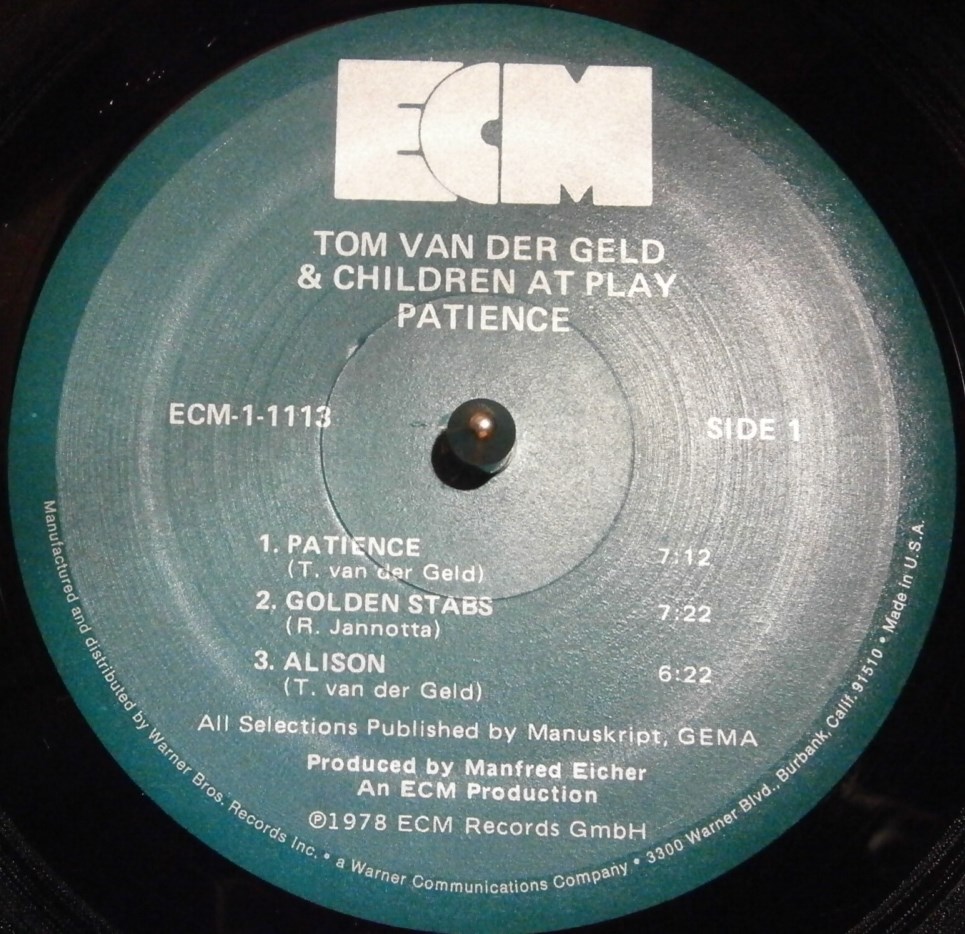 ECM
TOM VAN DER GELD
& CHILDREN AT PLAY
PATIENCE
ECM-1-1113
SIDE 1
1. PATIENCE 7:12
(T. van der Geld)
2. GOLDEN STABS 7:22
(R. Jannotta)
3. ALISON 6:22
(T. van der Geld)
All Selections Published by Manuskript, GEMA
Produced by Manfred Eicher
An ECM Production
℗1978 ECM Records GmbH
Manufactured and distributed by Warner Bros. Records Inc. • a Warner Communications Company • 3300 Warner Blvd., Burbank, Calif. 91510 • Made in U.S.A.